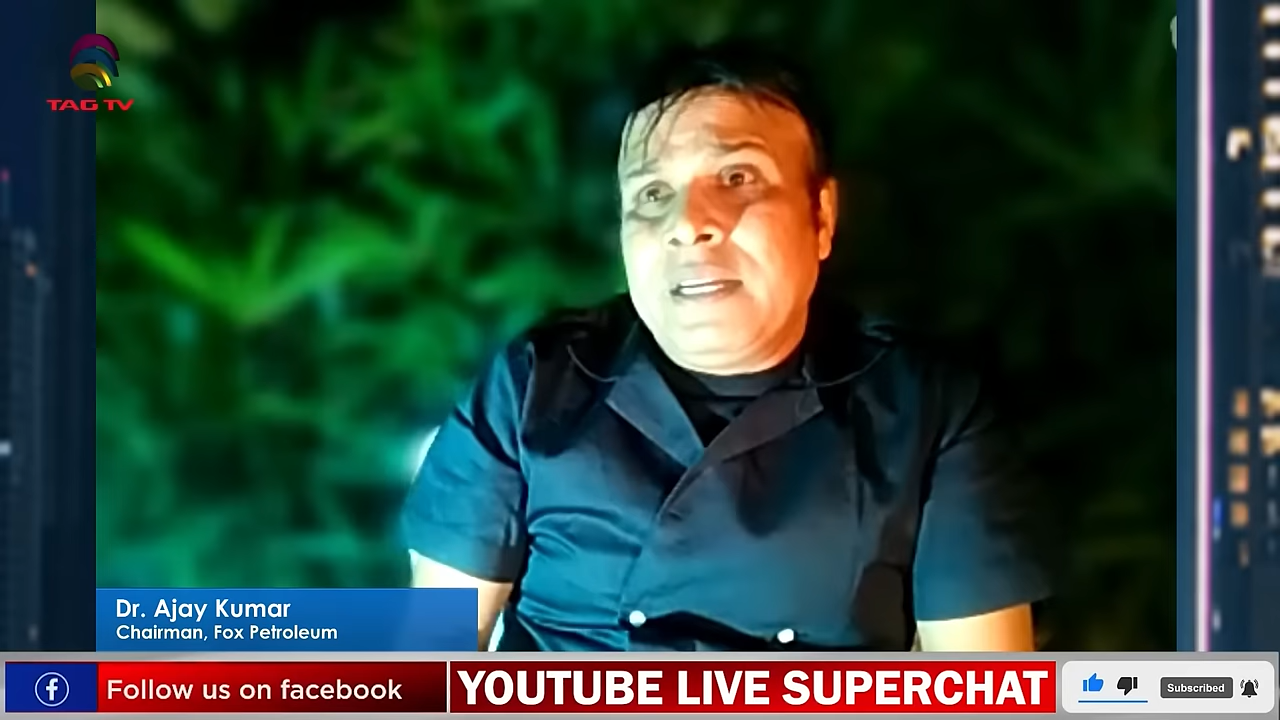 TAG TV
Dr. Ajay Kumar
Chairman, Fox Petroleum
Follow us on facebook
YOUTUBE LIVE SUPERCHAT
Subscribed